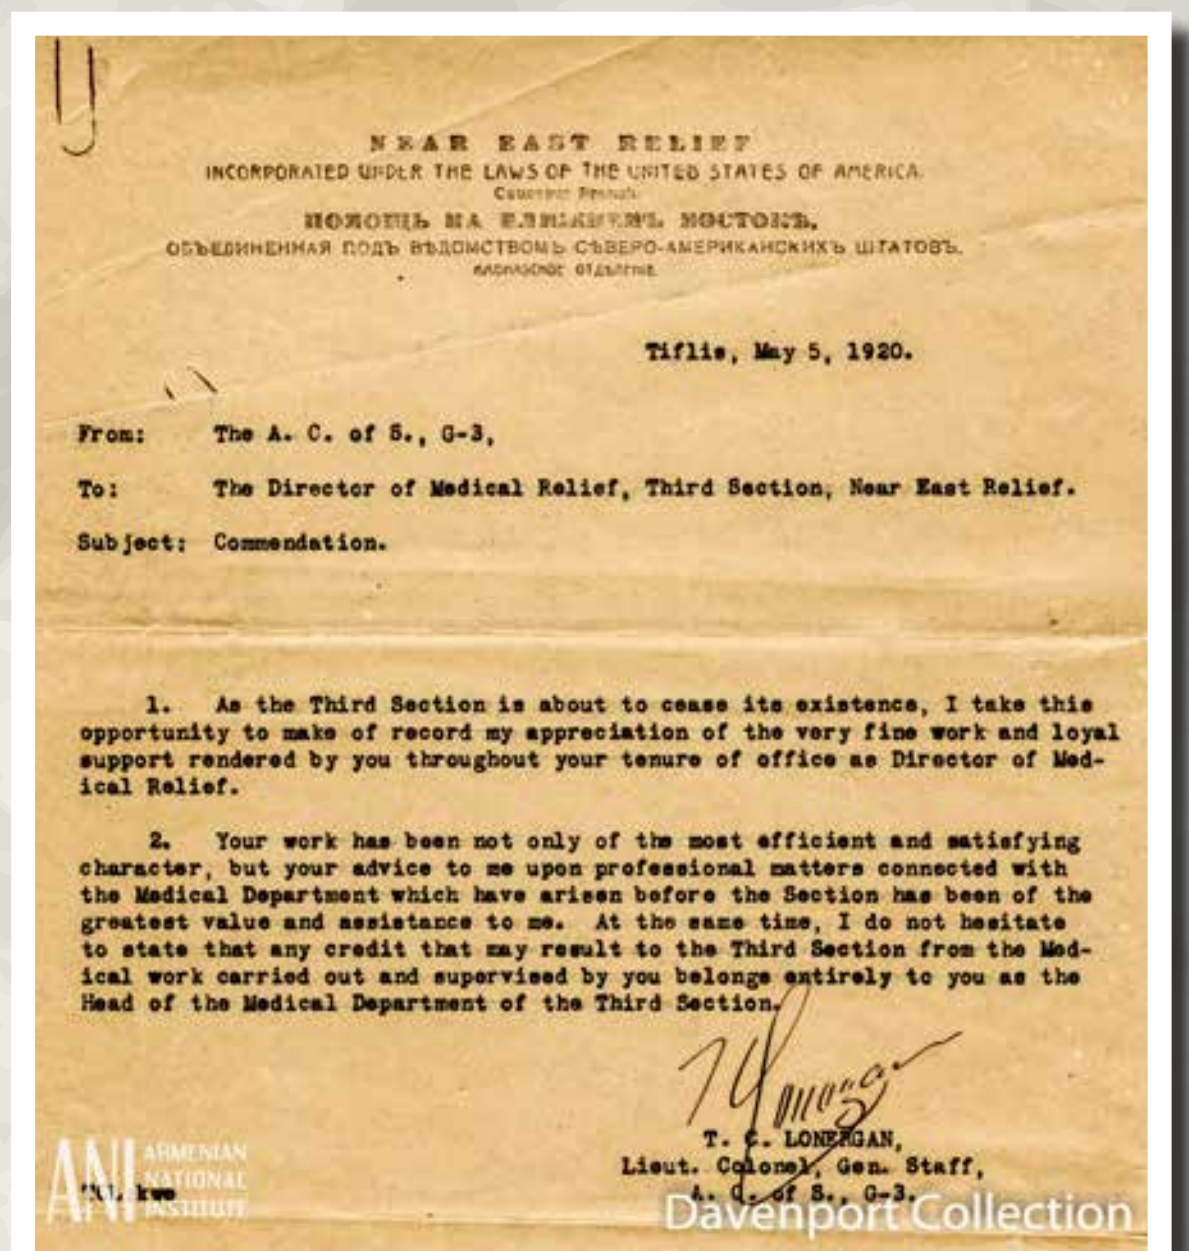 NEAR EAST RELIEF
INCORPORATED UNDER THE LAWS OF THE UNITED STATES OF AMERICA.
Caucasus Branch.
ПОМОЩЬ НА БЛИЖНЕМЪ ВОСТОКѢ,
ОБЪЕДИНЕННАЯ ПОДЪ ВѢДОМСТВОМЬ СѢВЕРО-АМЕРИКАНСКИХЪ ШТАТОВЪ.
КАВКАЗСКОЕ ОТДѢЛЕНІЕ.
Tiflis, May 5, 1920.
From: The A. C. of S., G-3,
To: The Director of Medical Relief, Third Section, Near East Relief.
Subject: Commendation.
1. As the Third Section is about to cease its existence, I take this
opportunity to make of record my appreciation of the very fine work and loyal
support rendered by you throughout your tenure of office as Director of Med-
ical Relief.
2. Your work has been not only of the most efficient and satisfying
character, but your advice to me upon professional matters connected with
the Medical Department which have arisen before the Section has been of the
greatest value and assistance to me. At the same time, I do not hesitate
to state that any credit that may result to the Third Section from the Med-
ical work carried out and supervised by you belongs entirely to you as the
Head of the Medical Department of the Third Section.
T. C. LONERGAN,
Lieut. Colonel, Gen. Staff,
A. C. of S., G-3.
kwe
ANI ARMENIAN
NATIONAL
INSTITUTE
Davenport Collection